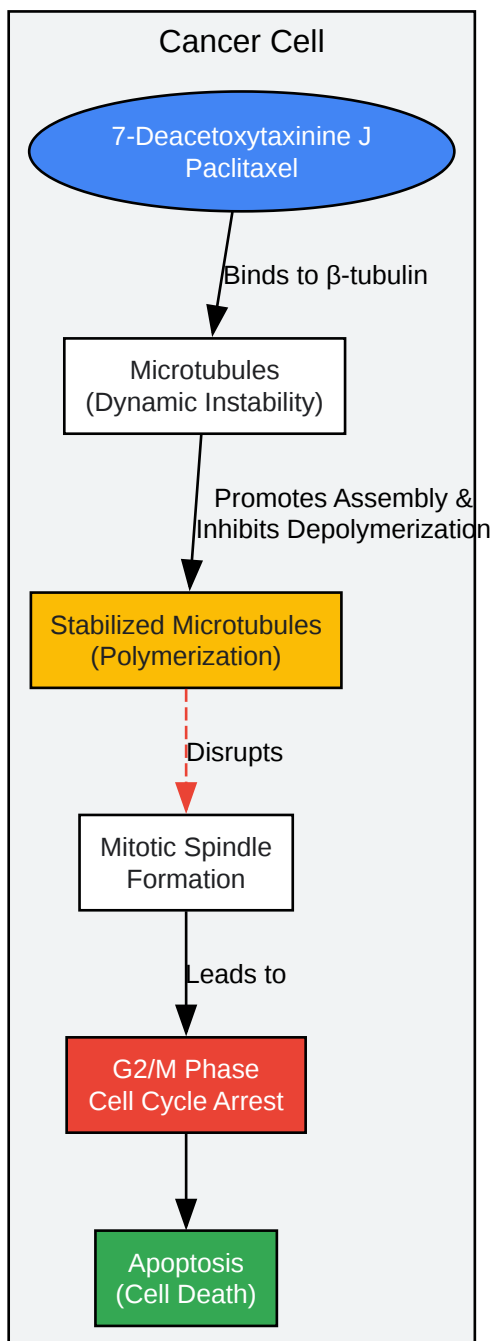 Cancer Cell
7-Deacetoxytaxinine J
Paclitaxel
Binds to β-tubulin
Microtubules
(Dynamic Instability)
Promotes Assembly &
Inhibits Depolymerization
Stabilized Microtubules
(Polymerization)
Disrupts
Mitotic Spindle
Formation
Leads to
G2/M Phase
Cell Cycle Arrest
Apoptosis
(Cell Death)